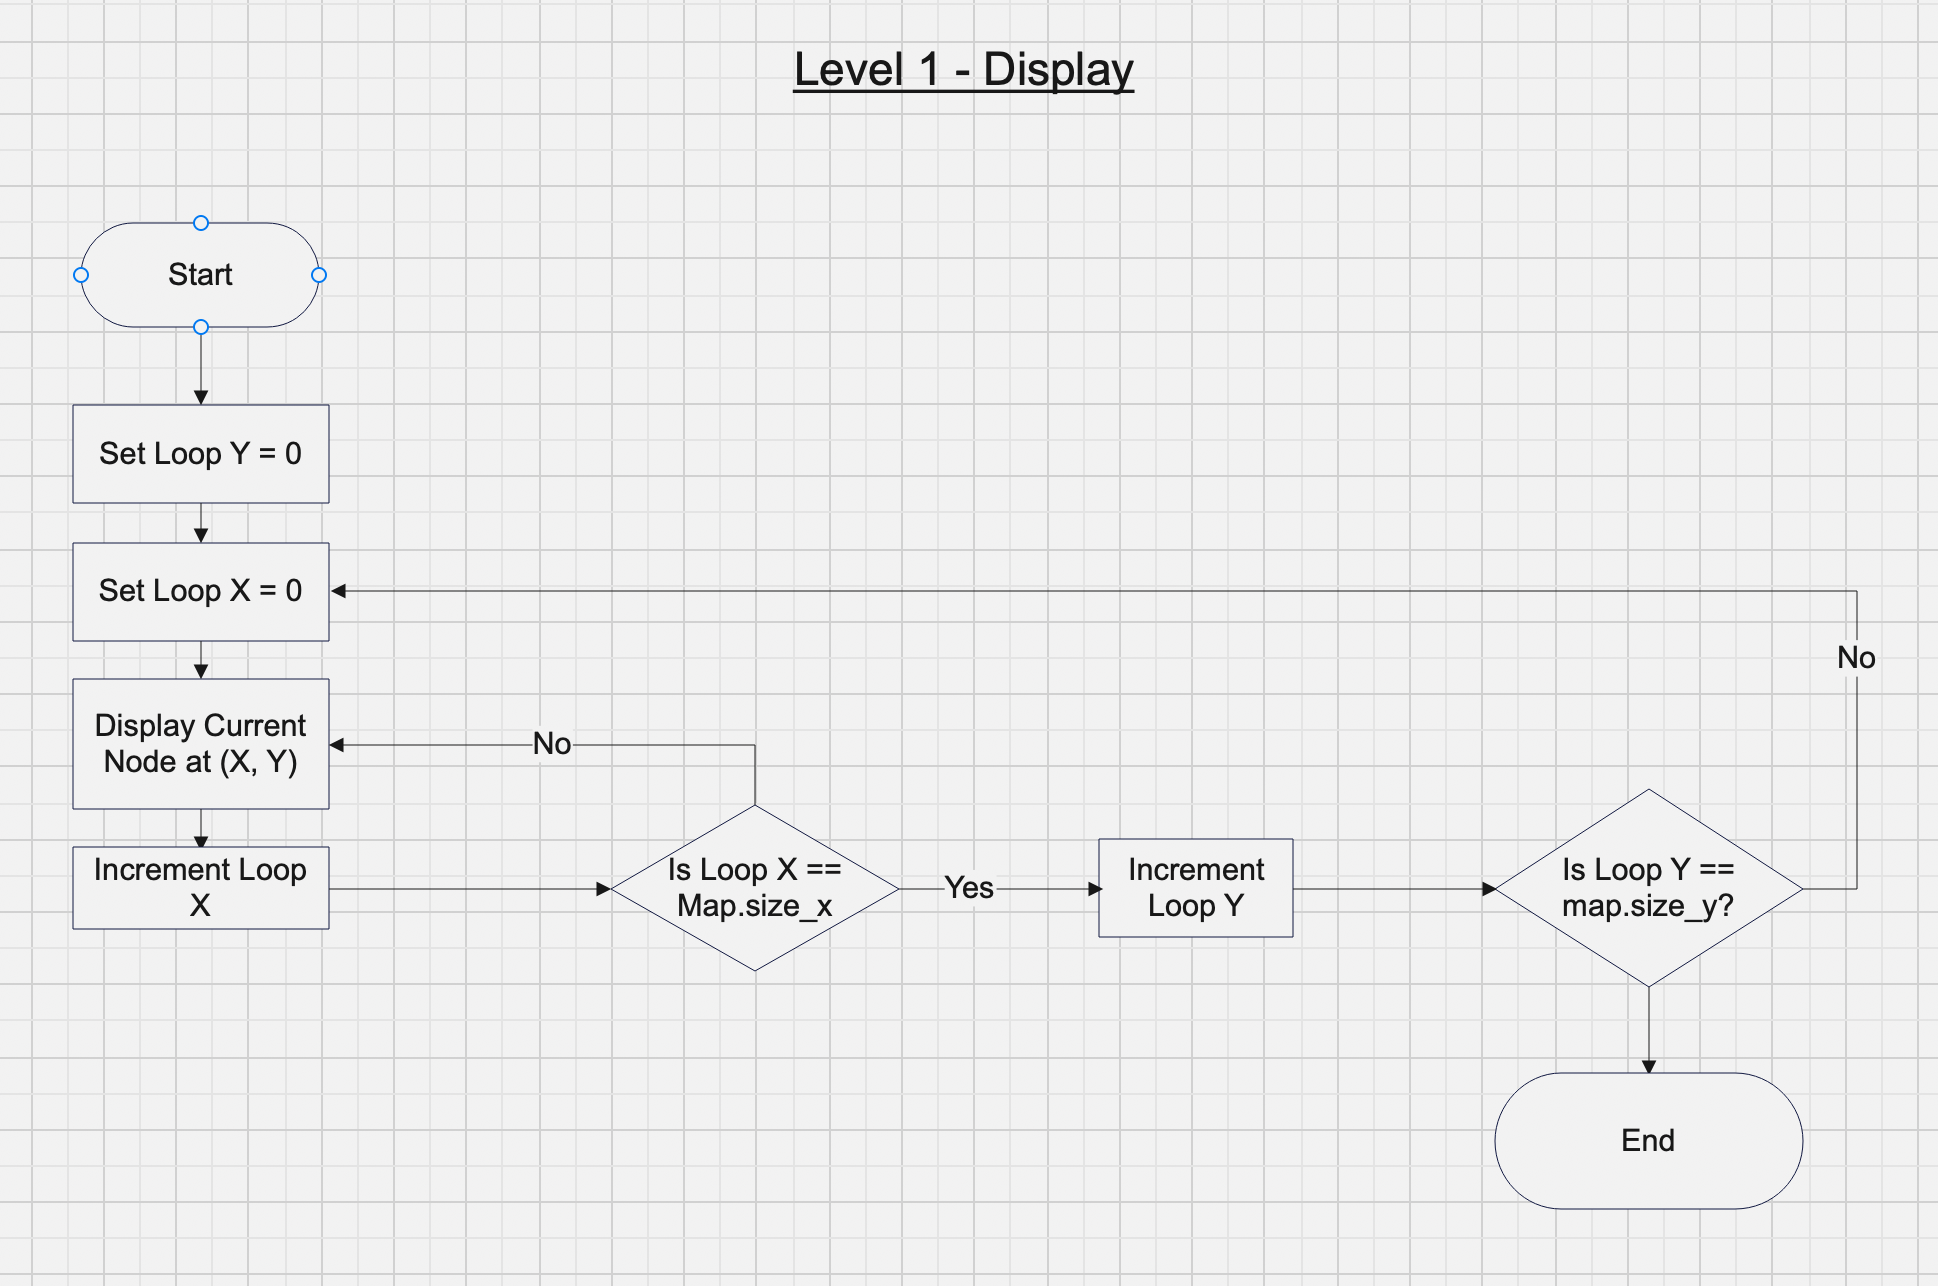 Level 1 - Display
Start
Set Loop Y = 0
Set Loop X = 0
No
Display Current
Node at (X, Y)
No
Increment Loop
X
Is Loop X ==
Map.size_x
Yes
Increment
Loop Y
Is Loop Y ==
map.size_y?
End